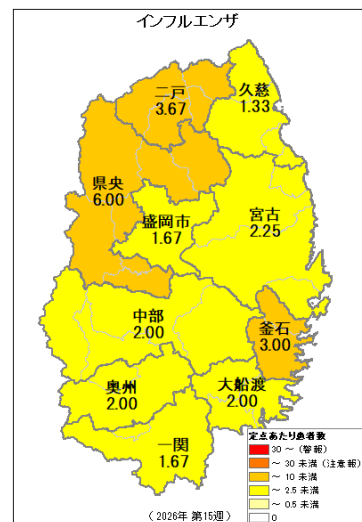 インフルエンザ
二戸
3.67
久慈
1.33
県央
6.00
盛岡市
1.67
宮古
2.25
中部
2.00
釜石
3.00
奥州
2.00
大船渡
2.00
一関
1.67
定点あたり患者数
30 ～ (警報)
～ 30 未満 (注意報)
～ 10 未満
～ 2.5 未満
～ 0.5 未満
0
(2026年 第15週)